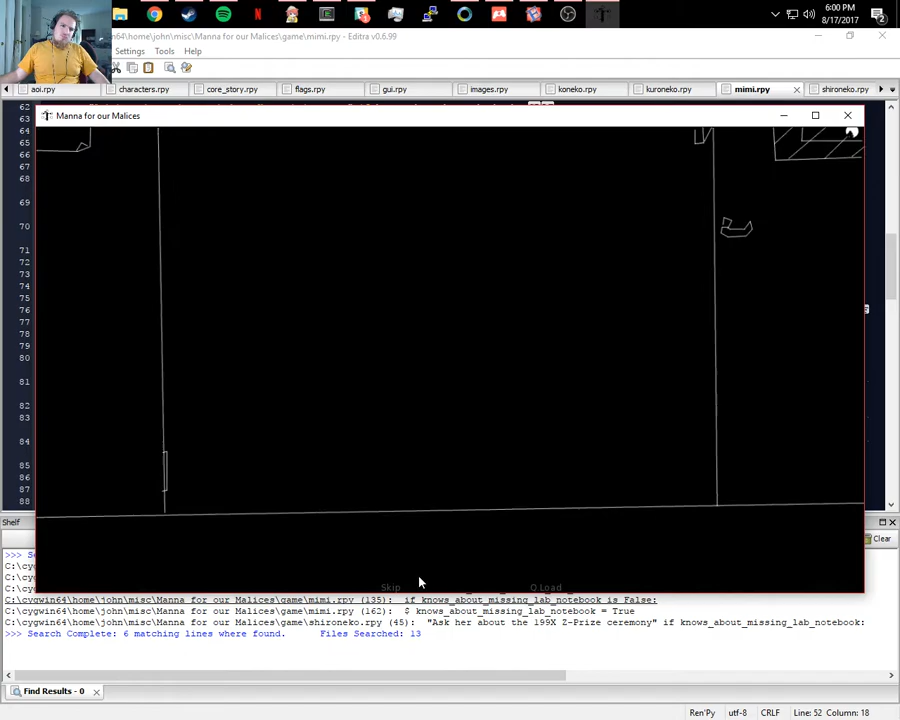 6:00 PM
8/17/2017
2
in64\home\john\misc\Manna for our Malices\game\mimi.rpy - Editra v0.6.99
Settings Tools Help
aoi.rpy characters.rpy core_story.rpy flags.rpy gui.rpy images.rpy koneko.rpy kuroneko.rpy mimi.rpy shironeko.rpy
62
Manna for our Malices
63
64
65
66
67
68
69
70
71
72
73
74
75
76
77
78
79
80
81
82
83
84
85
86
87
88
Skip Q.Load
Shelf
Clear
>>>
C:\cygwin64\home\john\misc\Manna for our Malices\game\mimi.rpy (135): if knows_about_missing_lab_notebook is False:
C:\cygwin64\home\john\misc\Manna for our Malices\game\mimi.rpy (162): $ knows_about_missing_lab_notebook = True
C:\cygwin64\home\john\misc\Manna for our Malices\game\shironeko.rpy (45): "Ask her about the 199X Z-Prize ceremony" if knows_about_missing_lab_notebook:
>>> Search Complete: 6 matching lines where found. Files Searched: 13
Find Results - 0
Ren'Py utf-8 CRLF Line: 52 Column: 18